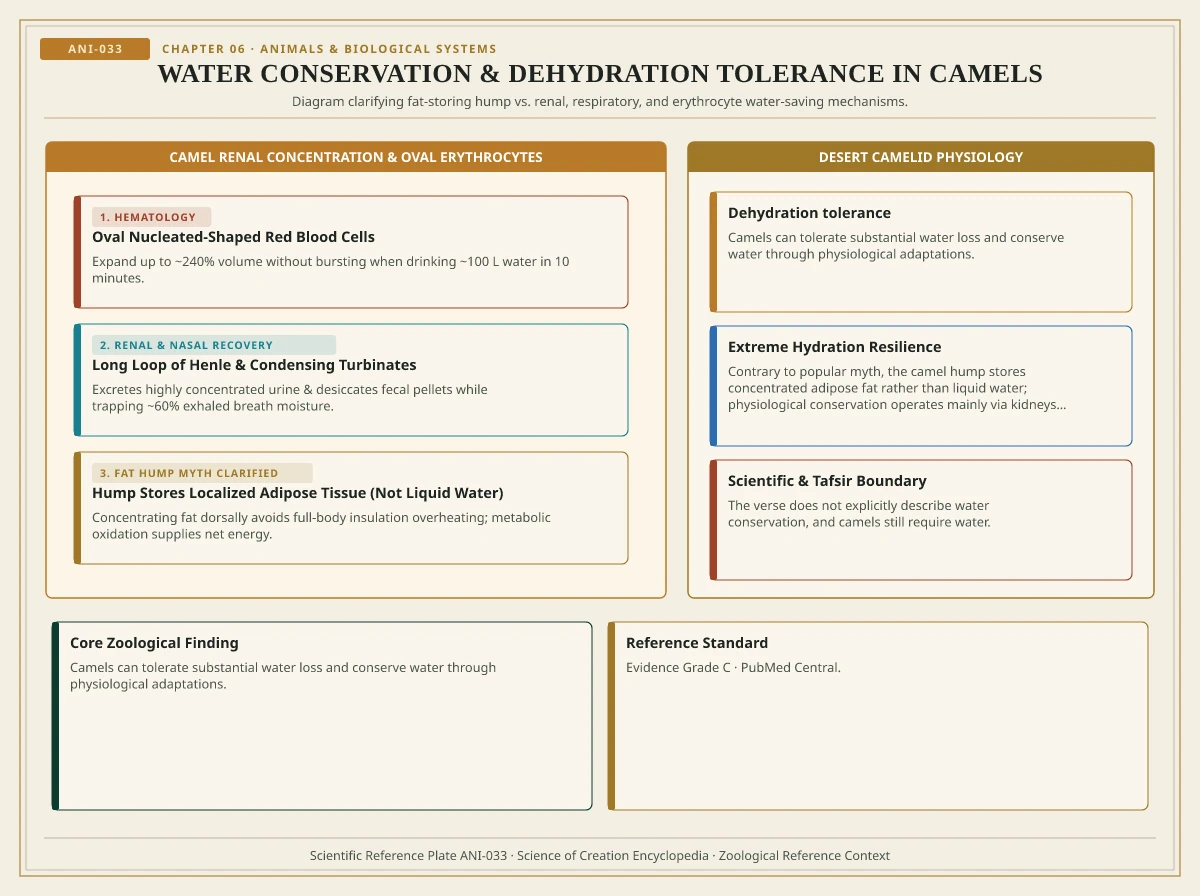 ANI-033
CHAPTER 06 · ANIMALS & BIOLOGICAL SYSTEMS
WATER CONSERVATION & DEHYDRATION TOLERANCE IN CAMELS
Diagram clarifying fat-storing hump vs. renal, respiratory, and erythrocyte water-saving mechanisms.
CAMEL RENAL CONCENTRATION & OVAL ERYTHROCYTES
1. HEMATOLOGY
Oval Nucleated-Shaped Red Blood Cells
Expand up to ~240% volume without bursting when drinking ~100 L water in 10
minutes.
2. RENAL & NASAL RECOVERY
Long Loop of Henle & Condensing Turbinates
Excretes highly concentrated urine & desiccates fecal pellets while
trapping ~60% exhaled breath moisture.
3. FAT HUMP MYTH CLARIFIED
Hump Stores Localized Adipose Tissue (Not Liquid Water)
Concentrating fat dorsally avoids full-body insulation overheating; metabolic
oxidation supplies net energy.
DESERT CAMELID PHYSIOLOGY
Dehydration tolerance
Camels can tolerate substantial water loss and conserve
water through physiological adaptations.
Extreme Hydration Resilience
Contrary to popular myth, the camel hump stores
concentrated adipose fat rather than liquid water;
physiological conservation operates mainly via kidneys...
Scientific & Tafsir Boundary
The verse does not explicitly describe water
conservation, and camels still require water.
Core Zoological Finding
Camels can tolerate substantial water loss and conserve water through
physiological adaptations.
Reference Standard
Evidence Grade C · PubMed Central.
Scientific Reference Plate ANI-033 · Science of Creation Encyclopedia · Zoological Reference Context